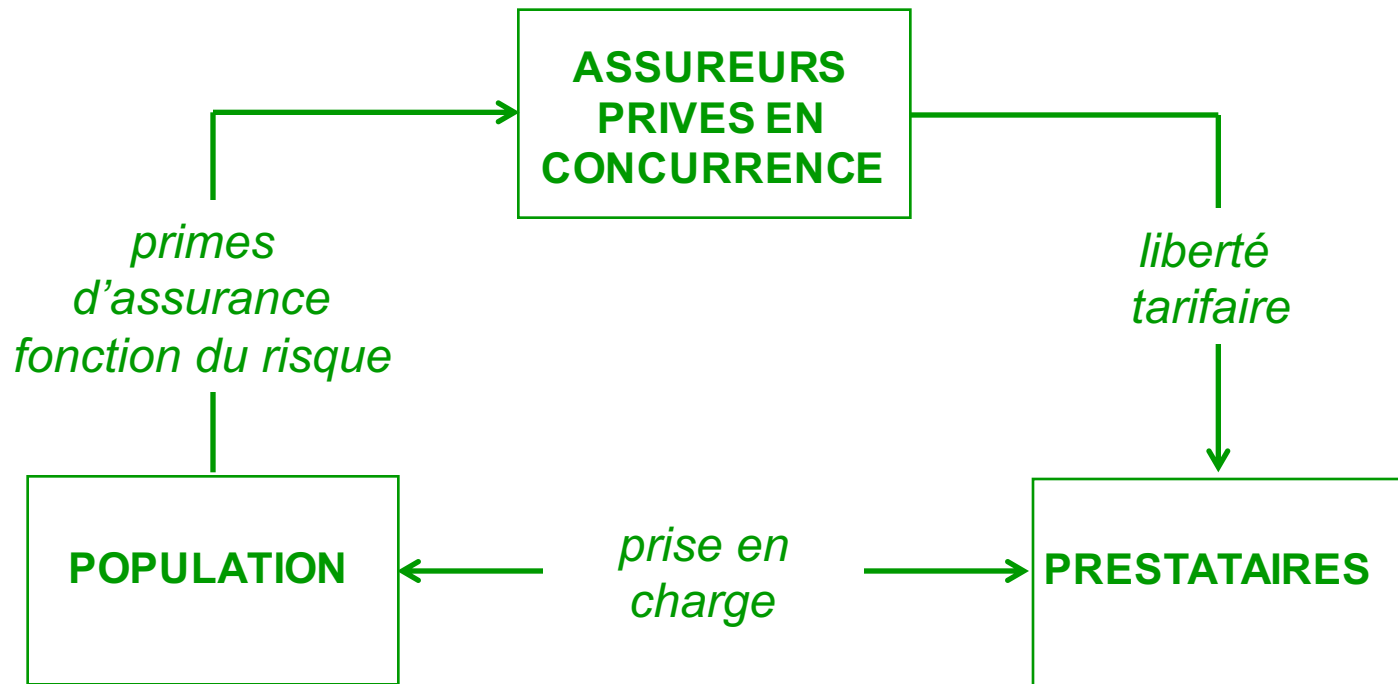 ASSUREURS
PRIVES EN
CONCURRENCE
primes
d’assurance
fonction du risque
liberté
tarifaire
POPULATION
prise en
charge
PRESTATAIRES